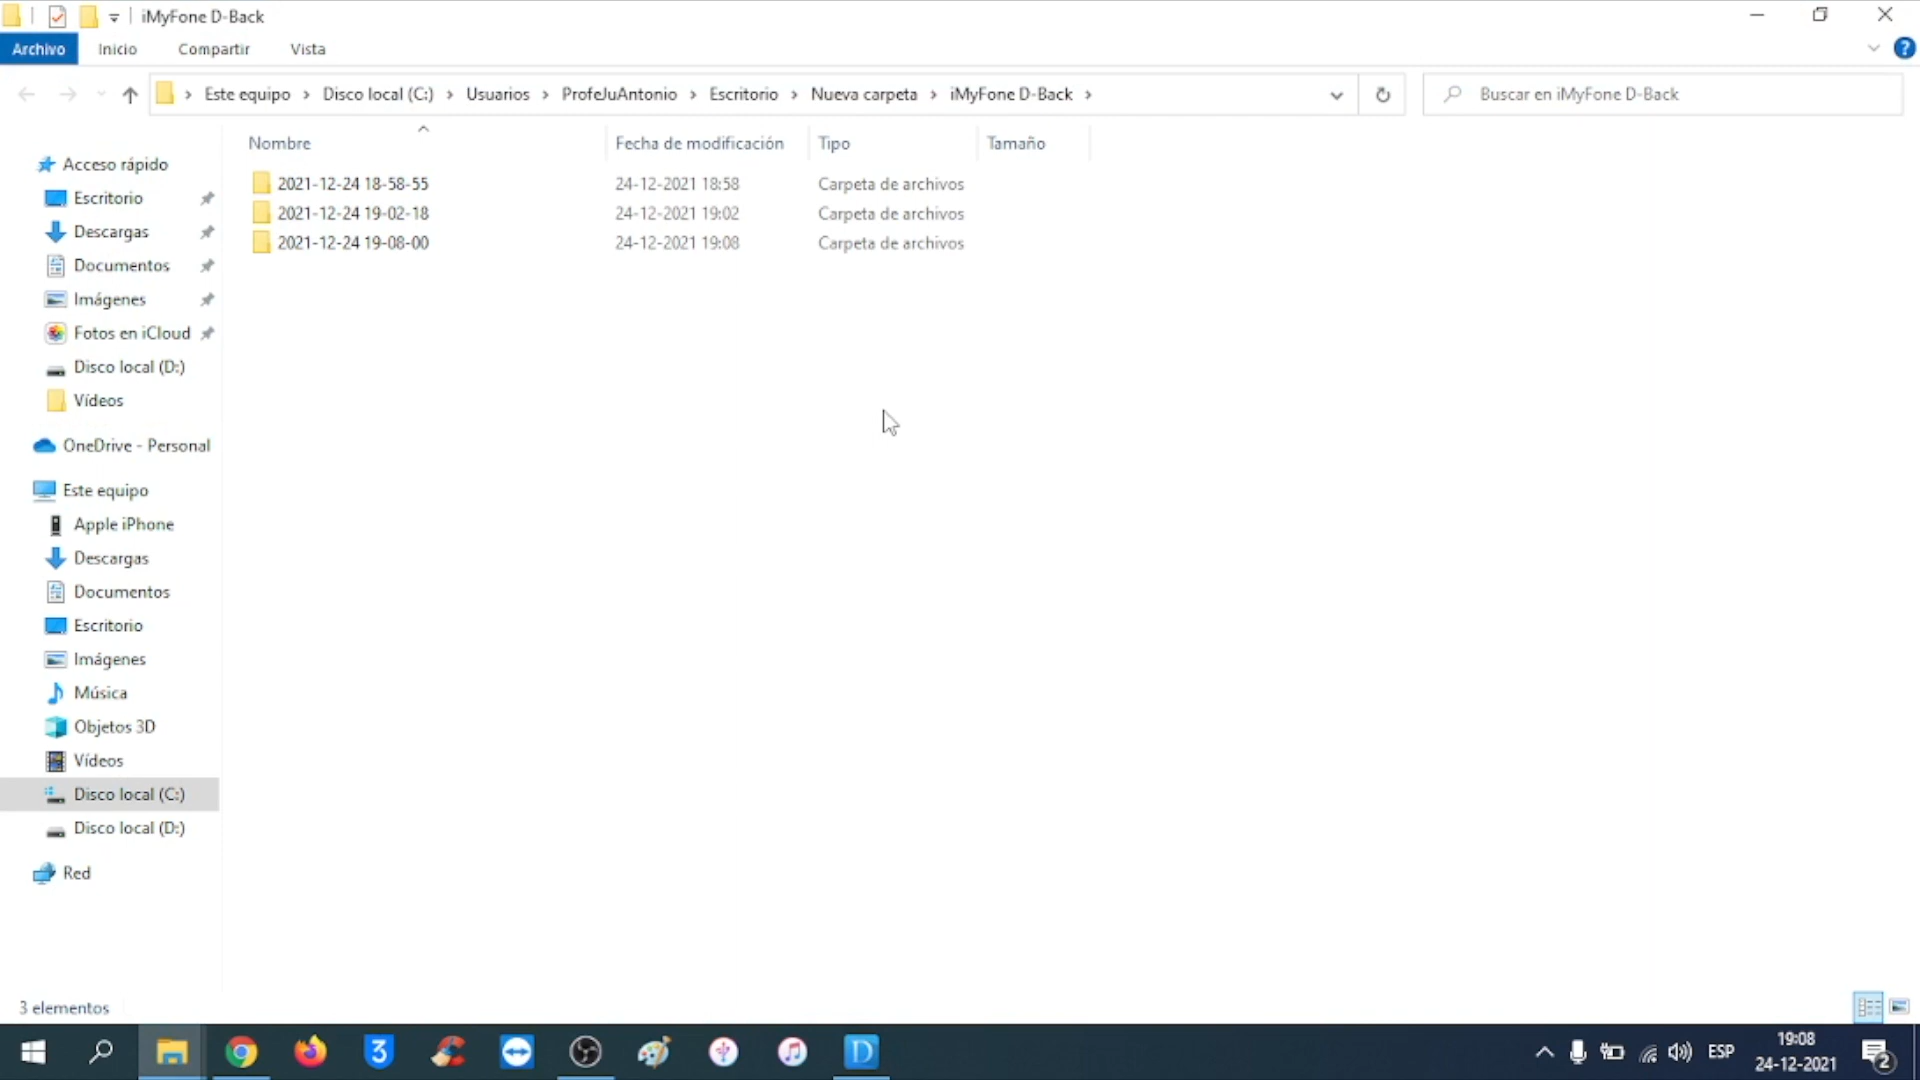 iMyFone D-Back
Archivo Inicio Compartir Vista
Este equipo > Disco local (C:) > Usuarios > ProfeJuAntonio > Escritorio > Nueva carpeta > iMyFone D-Back >
Buscar en iMyFone D-Back
Nombre Fecha de modificación Tipo Tamaño
2021-12-24 18-58-55 24-12-2021 18:58 Carpeta de archivos
2021-12-24 19-02-18 24-12-2021 19:02 Carpeta de archivos
2021-12-24 19-08-00 24-12-2021 19:08 Carpeta de archivos
Acceso rápido
Escritorio
Descargas
Documentos
Imágenes
Fotos en iCloud
Disco local (D:)
Vídeos
OneDrive - Personal
Este equipo
Apple iPhone
Descargas
Documentos
Escritorio
Imágenes
Música
Objetos 3D
Vídeos
Disco local (C:)
Disco local (D:)
Red
3 elementos
3
D
ESP
19:08
24-12-2021
2